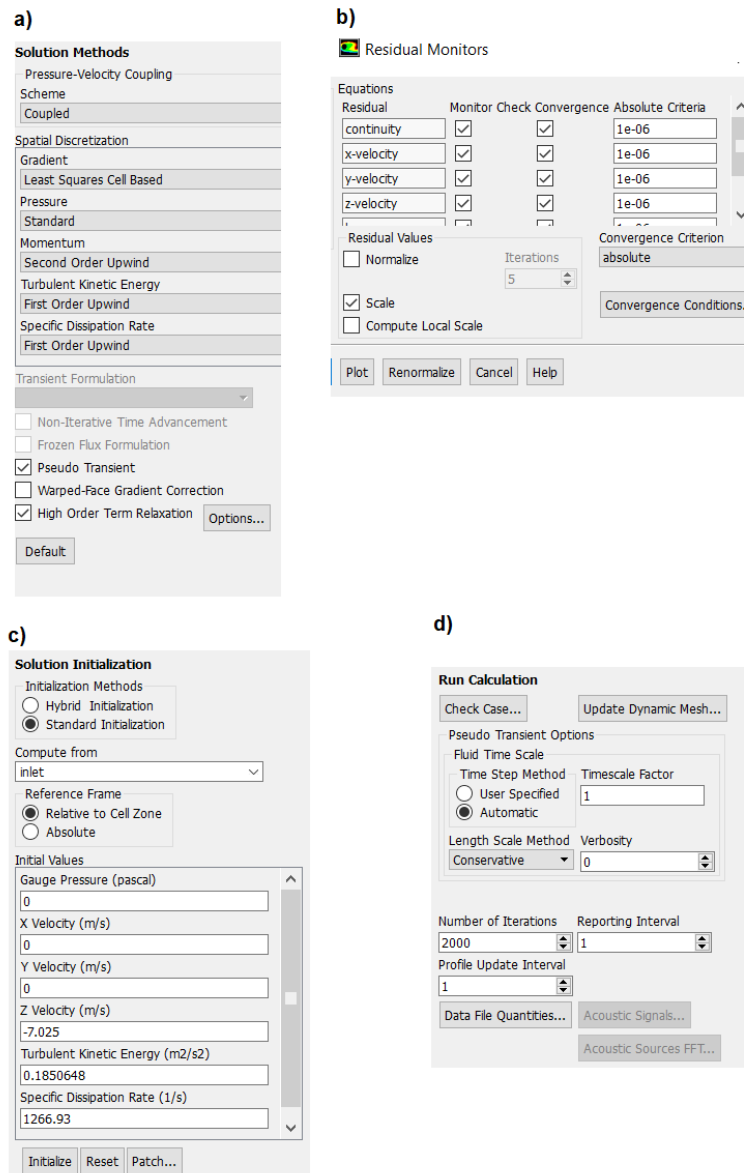 a)
Solution Methods
Pressure-Velocity Coupling
Scheme
Coupled
Spatial Discretization
Gradient
Least Squares Cell Based
Pressure
Standard
Momentum
Second Order Upwind
Turbulent Kinetic Energy
First Order Upwind
Specific Dissipation Rate
First Order Upwind
Transient Formulation
Non-Iterative Time Advancement
Frozen Flux Formulation
Pseudo Transient
Warped-Face Gradient Correction
High Order Term Relaxation Options...
Default
b)
Residual Monitors
Equations
Residual Monitor Check Convergence Absolute Criteria
continuity 1e-06
x-velocity 1e-06
y-velocity 1e-06
z-velocity 1e-06
Residual Values Convergence Criterion
Normalize Iterations absolute
5
Scale Convergence Conditions.
Compute Local Scale
Plot Renormalize Cancel Help
c)
Solution Initialization
Initialization Methods
Hybrid Initialization
Standard Initialization
Compute from
inlet
Reference Frame
Relative to Cell Zone
Absolute
Initial Values
Gauge Pressure (pascal)
0
X Velocity (m/s)
0
Y Velocity (m/s)
0
Z Velocity (m/s)
-7.025
Turbulent Kinetic Energy (m2/s2)
0.1850648
Specific Dissipation Rate (1/s)
1266.93
Initialize Reset Patch...
d)
Run Calculation
Check Case... Update Dynamic Mesh...
Pseudo Transient Options
Fluid Time Scale
Time Step Method Timescale Factor
User Specified 1
Automatic
Length Scale Method Verbosity
Conservative 0
Number of Iterations Reporting Interval
2000 1
Profile Update Interval
1
Data File Quantities... Acoustic Signals...
Acoustic Sources FFT...